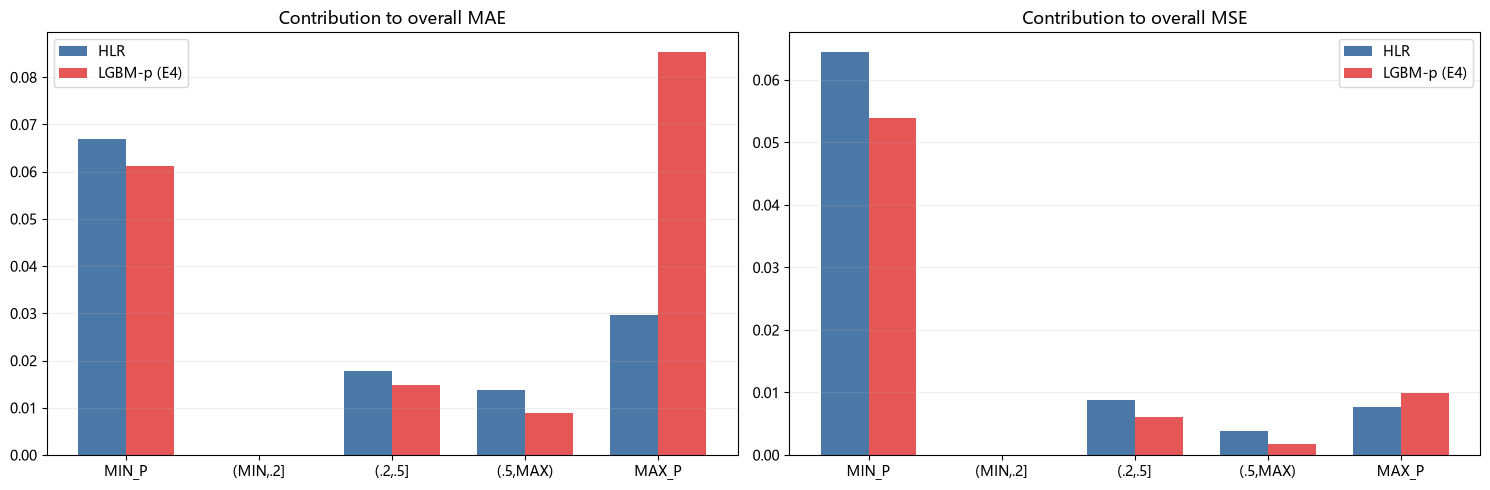 Contribution to overall MAE
HLR
LGBM-p (E4)
0.08
0.07
0.06
0.05
0.04
0.03
0.02
0.01
0.00
MIN_P (MIN,.2] (.2,.5] (.5,MAX) MAX_P
Contribution to overall MSE
HLR
LGBM-p (E4)
0.06
0.05
0.04
0.03
0.02
0.01
0.00
MIN_P (MIN,.2] (.2,.5] (.5,MAX) MAX_P